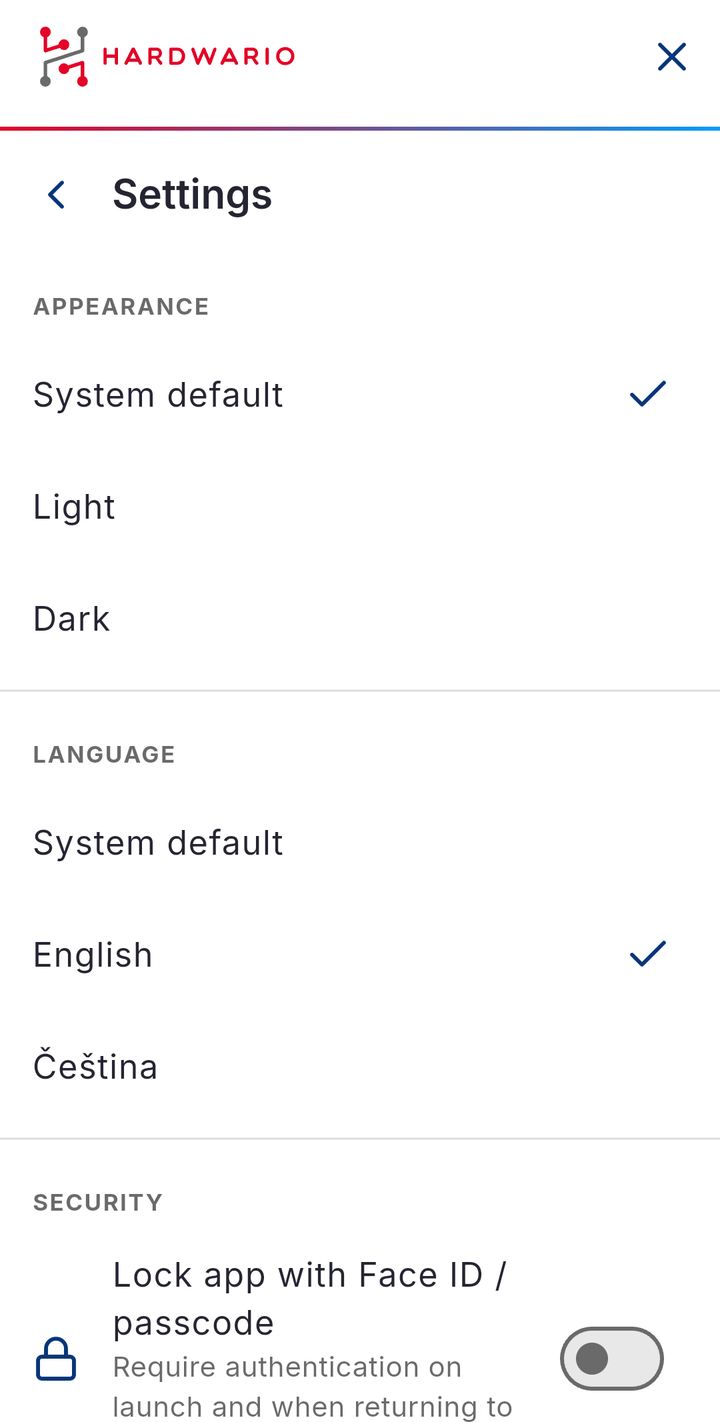 HARDWARIO
Settings
APPEARANCE
System default
Light
Dark
LANGUAGE
System default
English
Čeština
SECURITY
Lock app with Face ID /
passcode
Require authentication on
launch and when returning to